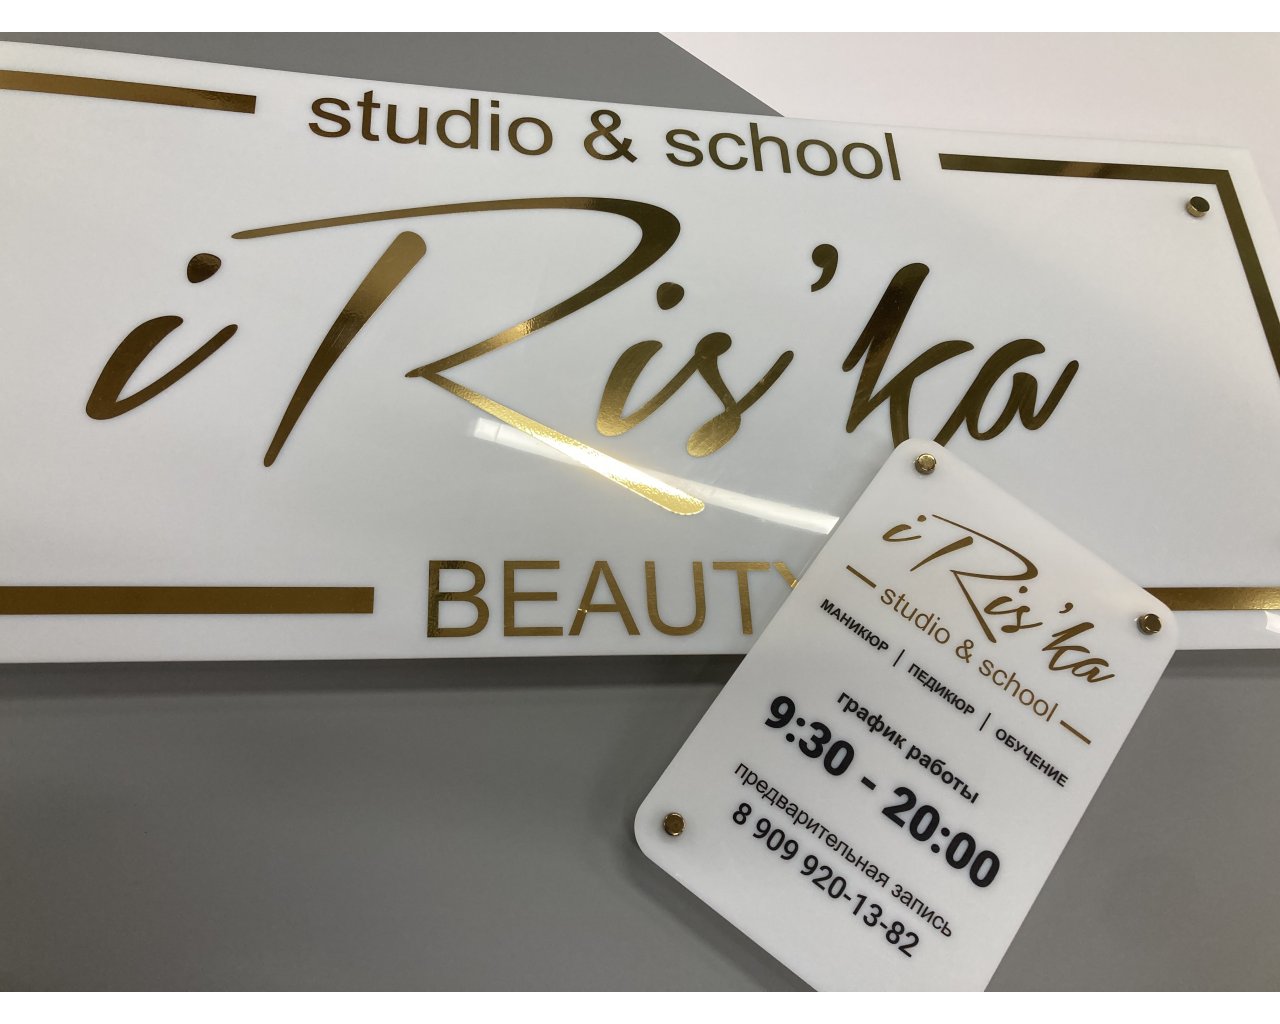 studio & school
iRis'ka
BEAUTY
iRis'ka
studio & school
МАНИКЮР | ПЕДИКЮР | ОБУЧЕНИЕ
график работы
9:30 - 20:00
предварительная запись
8 909 920-13-82